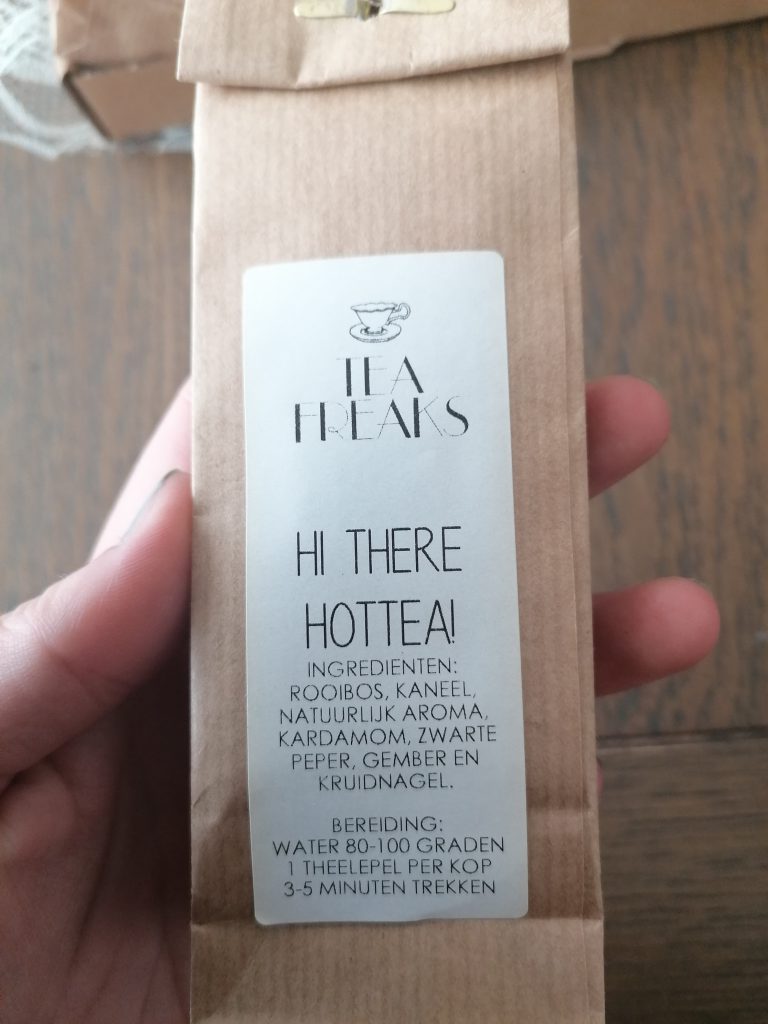 TEA
FREAKS
HI THERE
HOTTEA!
INGREDIENTEN:
ROOIBOS, KANEEL,
NATUURLIJK AROMA,
KARDAMOM, ZWARTE
PEPER, GEMBER EN
KRUIDNAGEL.
BEREIDING:
WATER 80-100 GRADEN
1 THEELEPEL PER KOP
3-5 MINUTEN TREKKEN